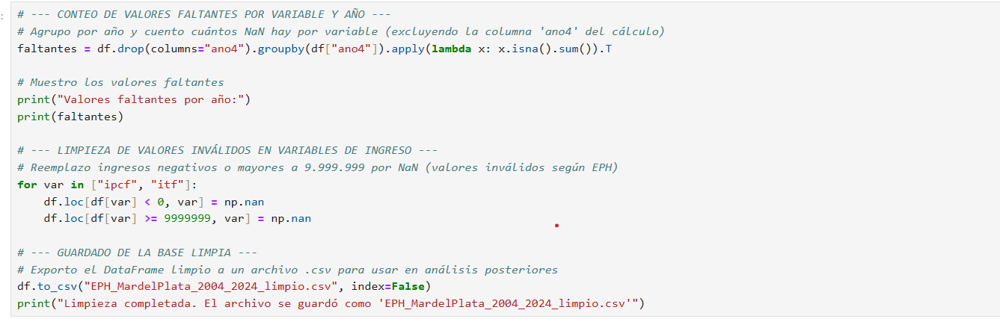 :
# --- CONTEO DE VALORES FALTANTES POR VARIABLE Y AÑO ---
# Agrupo por año y cuento cuántos NaN hay por variable (excluyendo la columna 'ano4' del cálculo)
faltantes = df.drop(columns="ano4").groupby(df["ano4"]).apply(lambda x: x.isna().sum()).T

# Muestro los valores faltantes
print("Valores faltantes por año:")
print(faltantes)

# --- LIMPIEZA DE VALORES INVÁLIDOS EN VARIABLES DE INGRESO ---
# Reemplazo ingresos negativos o mayores a 9.999.999 por NaN (valores inválidos según EPH)
for var in ["ipcf", "itf"]:
    df.loc[df[var] < 0, var] = np.nan
    df.loc[df[var] >= 9999999, var] = np.nan

# --- GUARDADO DE LA BASE LIMPIA ---
# Exporto el DataFrame limpio a un archivo .csv para usar en análisis posteriores
df.to_csv("EPH_MardelPlata_2004_2024_limpio.csv", index=False)
print("Limpieza completada. El archivo se guardó como 'EPH_MardelPlata_2004_2024_limpio.csv'")